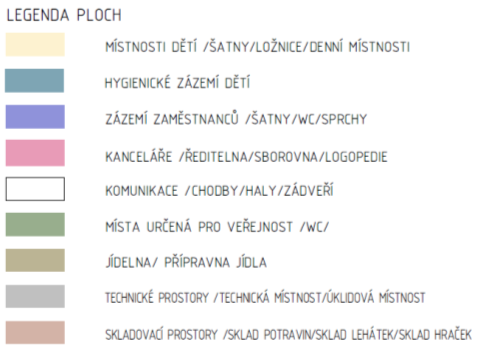 LEGENDA PLOCH
MÍSTNOSTI DĚTÍ /ŠATNY/LOŽNICE/DENNÍ MÍSTNOSTI
HYGIENICKÉ ZÁZEMÍ DĚTÍ
ZÁZEMÍ ZAMĚSTNANCŮ /ŠATNY/WC/SPRCHY
KANCELÁŘE /ŘEDITELNA/SBOROVNA/LOGOPEDIE
KOMUNIKACE /CHODBY/HALY/ZÁDVEŘÍ
MÍSTA URČENÁ PRO VEŘEJNOST /WC/
JÍDELNA/ PŘÍPRAVNA JÍDLA
TECHNICKÉ PROSTORY /TECHNICKÁ MÍSTNOST/ÚKLIDOVÁ MÍSTNOST
SKLADOVACÍ PROSTORY /SKLAD POTRAVIN/SKLAD LEHÁTEK/SKLAD HRAČEK